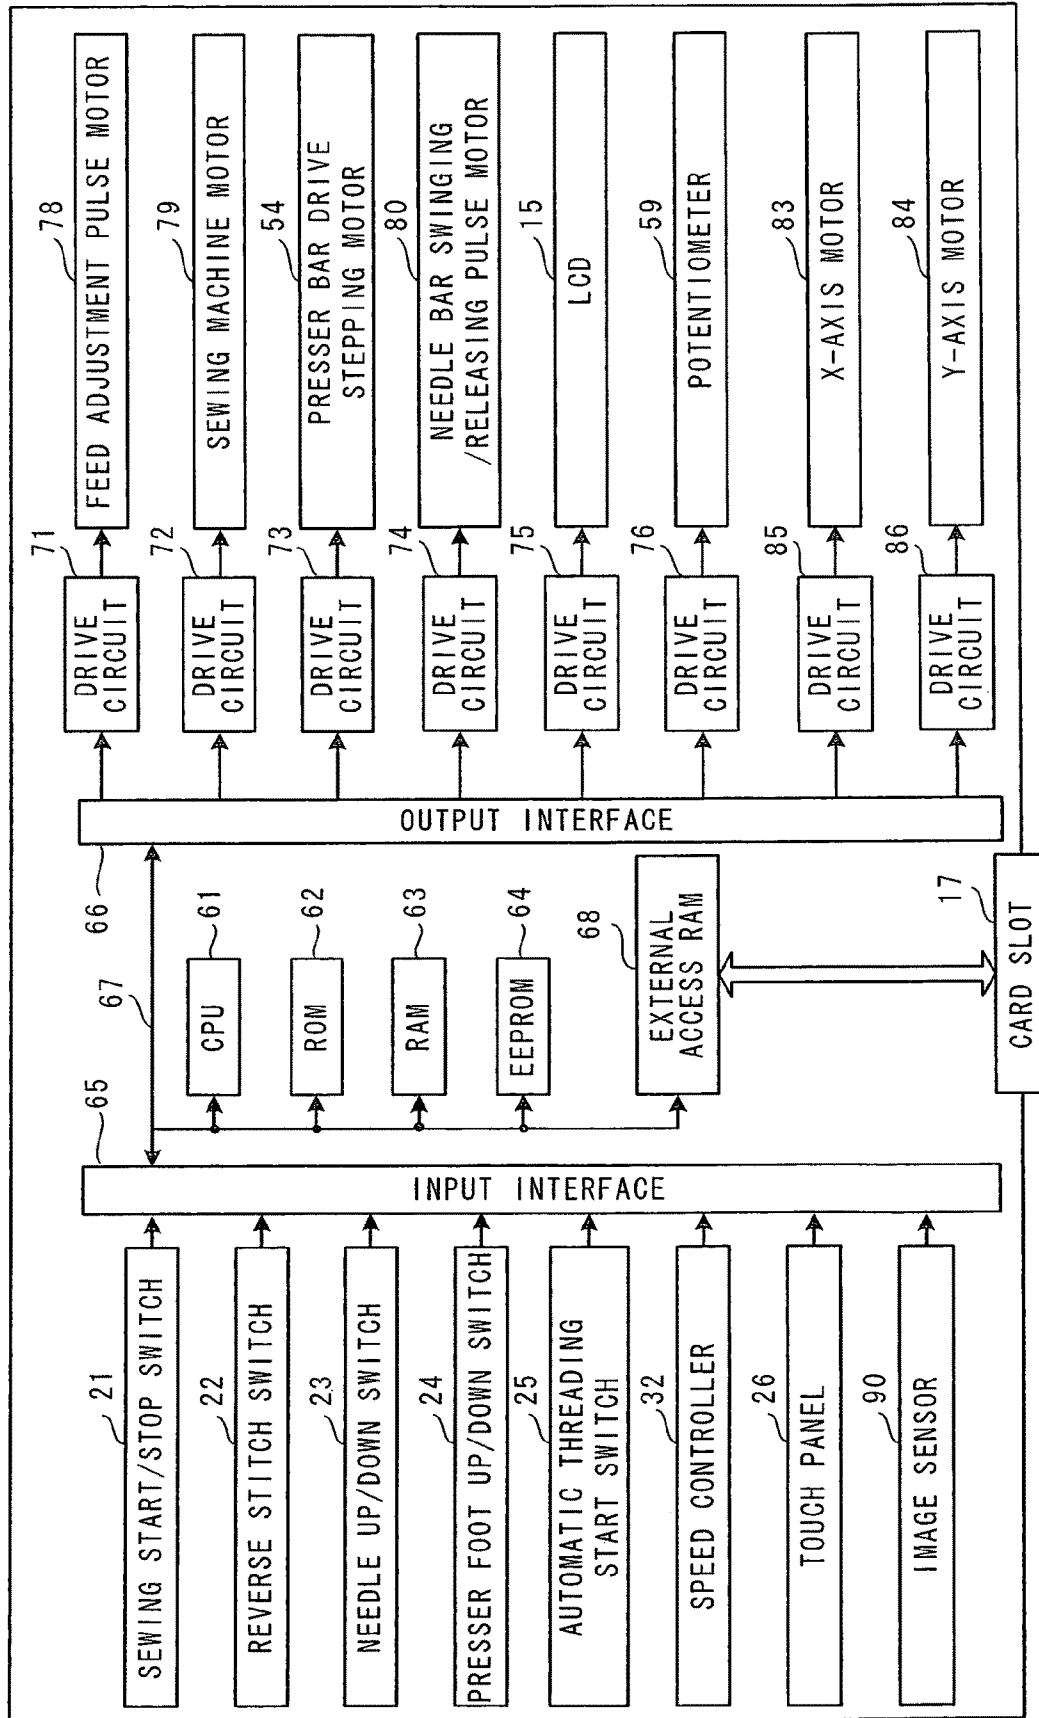 21
SEWING START/STOP SWITCH
22
REVERSE STITCH SWITCH
23
NEEDLE UP/DOWN SWITCH
24
PRESSER FOOT UP/DOWN SWITCH
25
AUTOMATIC THREADING
START SWITCH
32
SPEED CONTROLLER
26
TOUCH PANEL
90
IMAGE SENSOR
65
INPUT INTERFACE
67
61
CPU
62
ROM
63
RAM
64
EEPROM
68
EXTERNAL
ACCESS RAM
17
CARD SLOT
66
OUTPUT INTERFACE
71
DRIVE
CIRCUIT
78
FEED ADJUSTMENT PULSE MOTOR
72
DRIVE
CIRCUIT
79
SEWING MACHINE MOTOR
73
DRIVE
CIRCUIT
54
PRESSER BAR DRIVE
STEPPING MOTOR
74
DRIVE
CIRCUIT
80
NEEDLE BAR SWINGING
/RELEASING PULSE MOTOR
75
DRIVE
CIRCUIT
15
LCD
76
DRIVE
CIRCUIT
59
POTENTIOMETER
85
DRIVE
CIRCUIT
83
X-AXIS MOTOR
86
DRIVE
CIRCUIT
84
Y-AXIS MOTOR